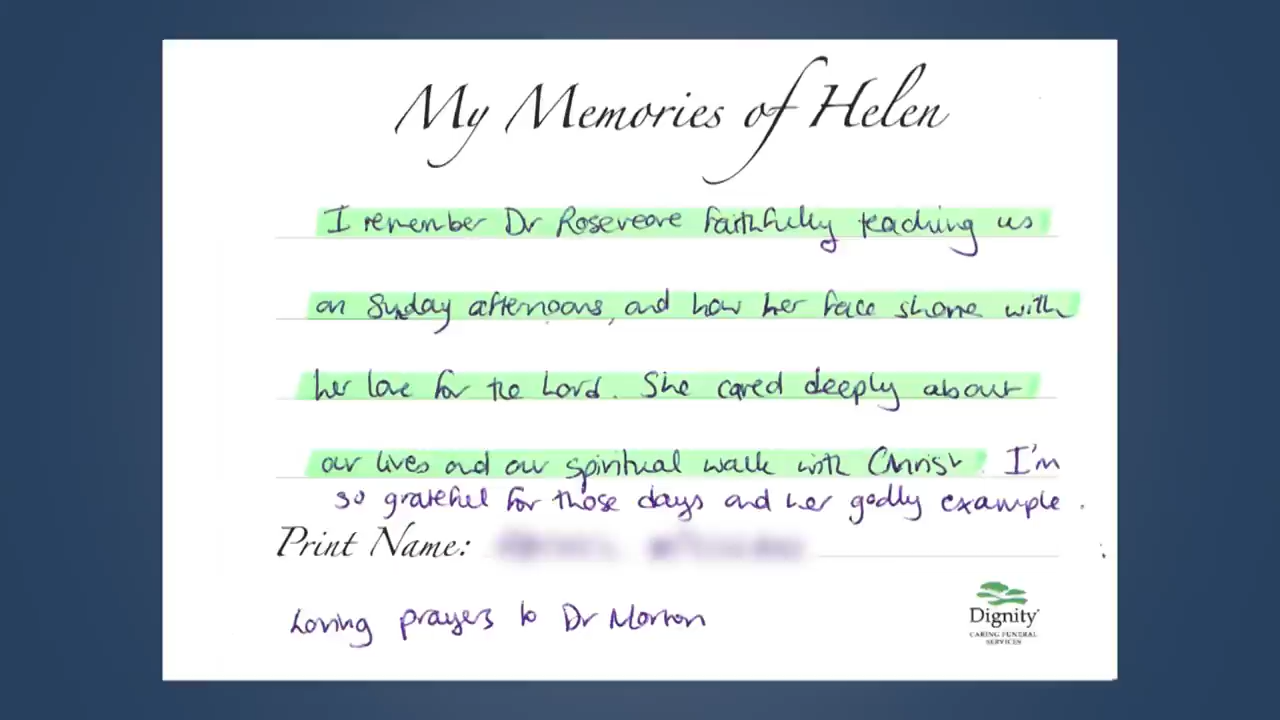 My Memories of Helen
I remember Dr Roseveare faithfully teaching us
on Sunday afternoons, and how her face shone with
her love for the Lord. She cared deeply about
our lives and our spiritual walk with Christ. I'm
so grateful for those days and her godly example.
Print Name:
Loving prayers to Dr Morton
Dignity
CARING FUNERAL
SERVICES